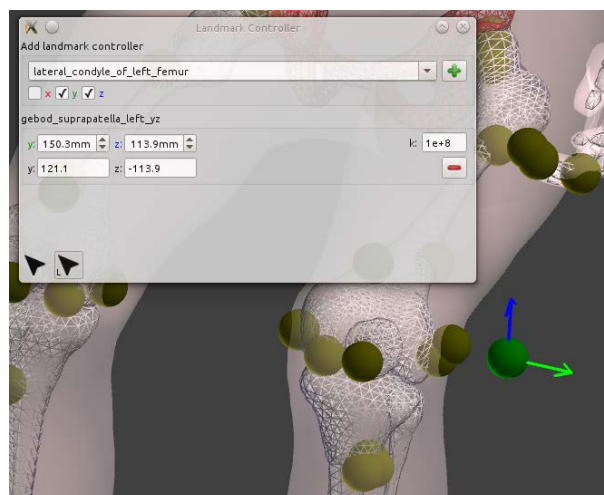 Landmark Controller
Add landmark controller
lateral_condyle_of_left_femur
x y z
gebod_suprapatella_left_yz
y: 150.3mm z: 113.9mm k: 1e+8
y: 121.1 z: -113.9
L